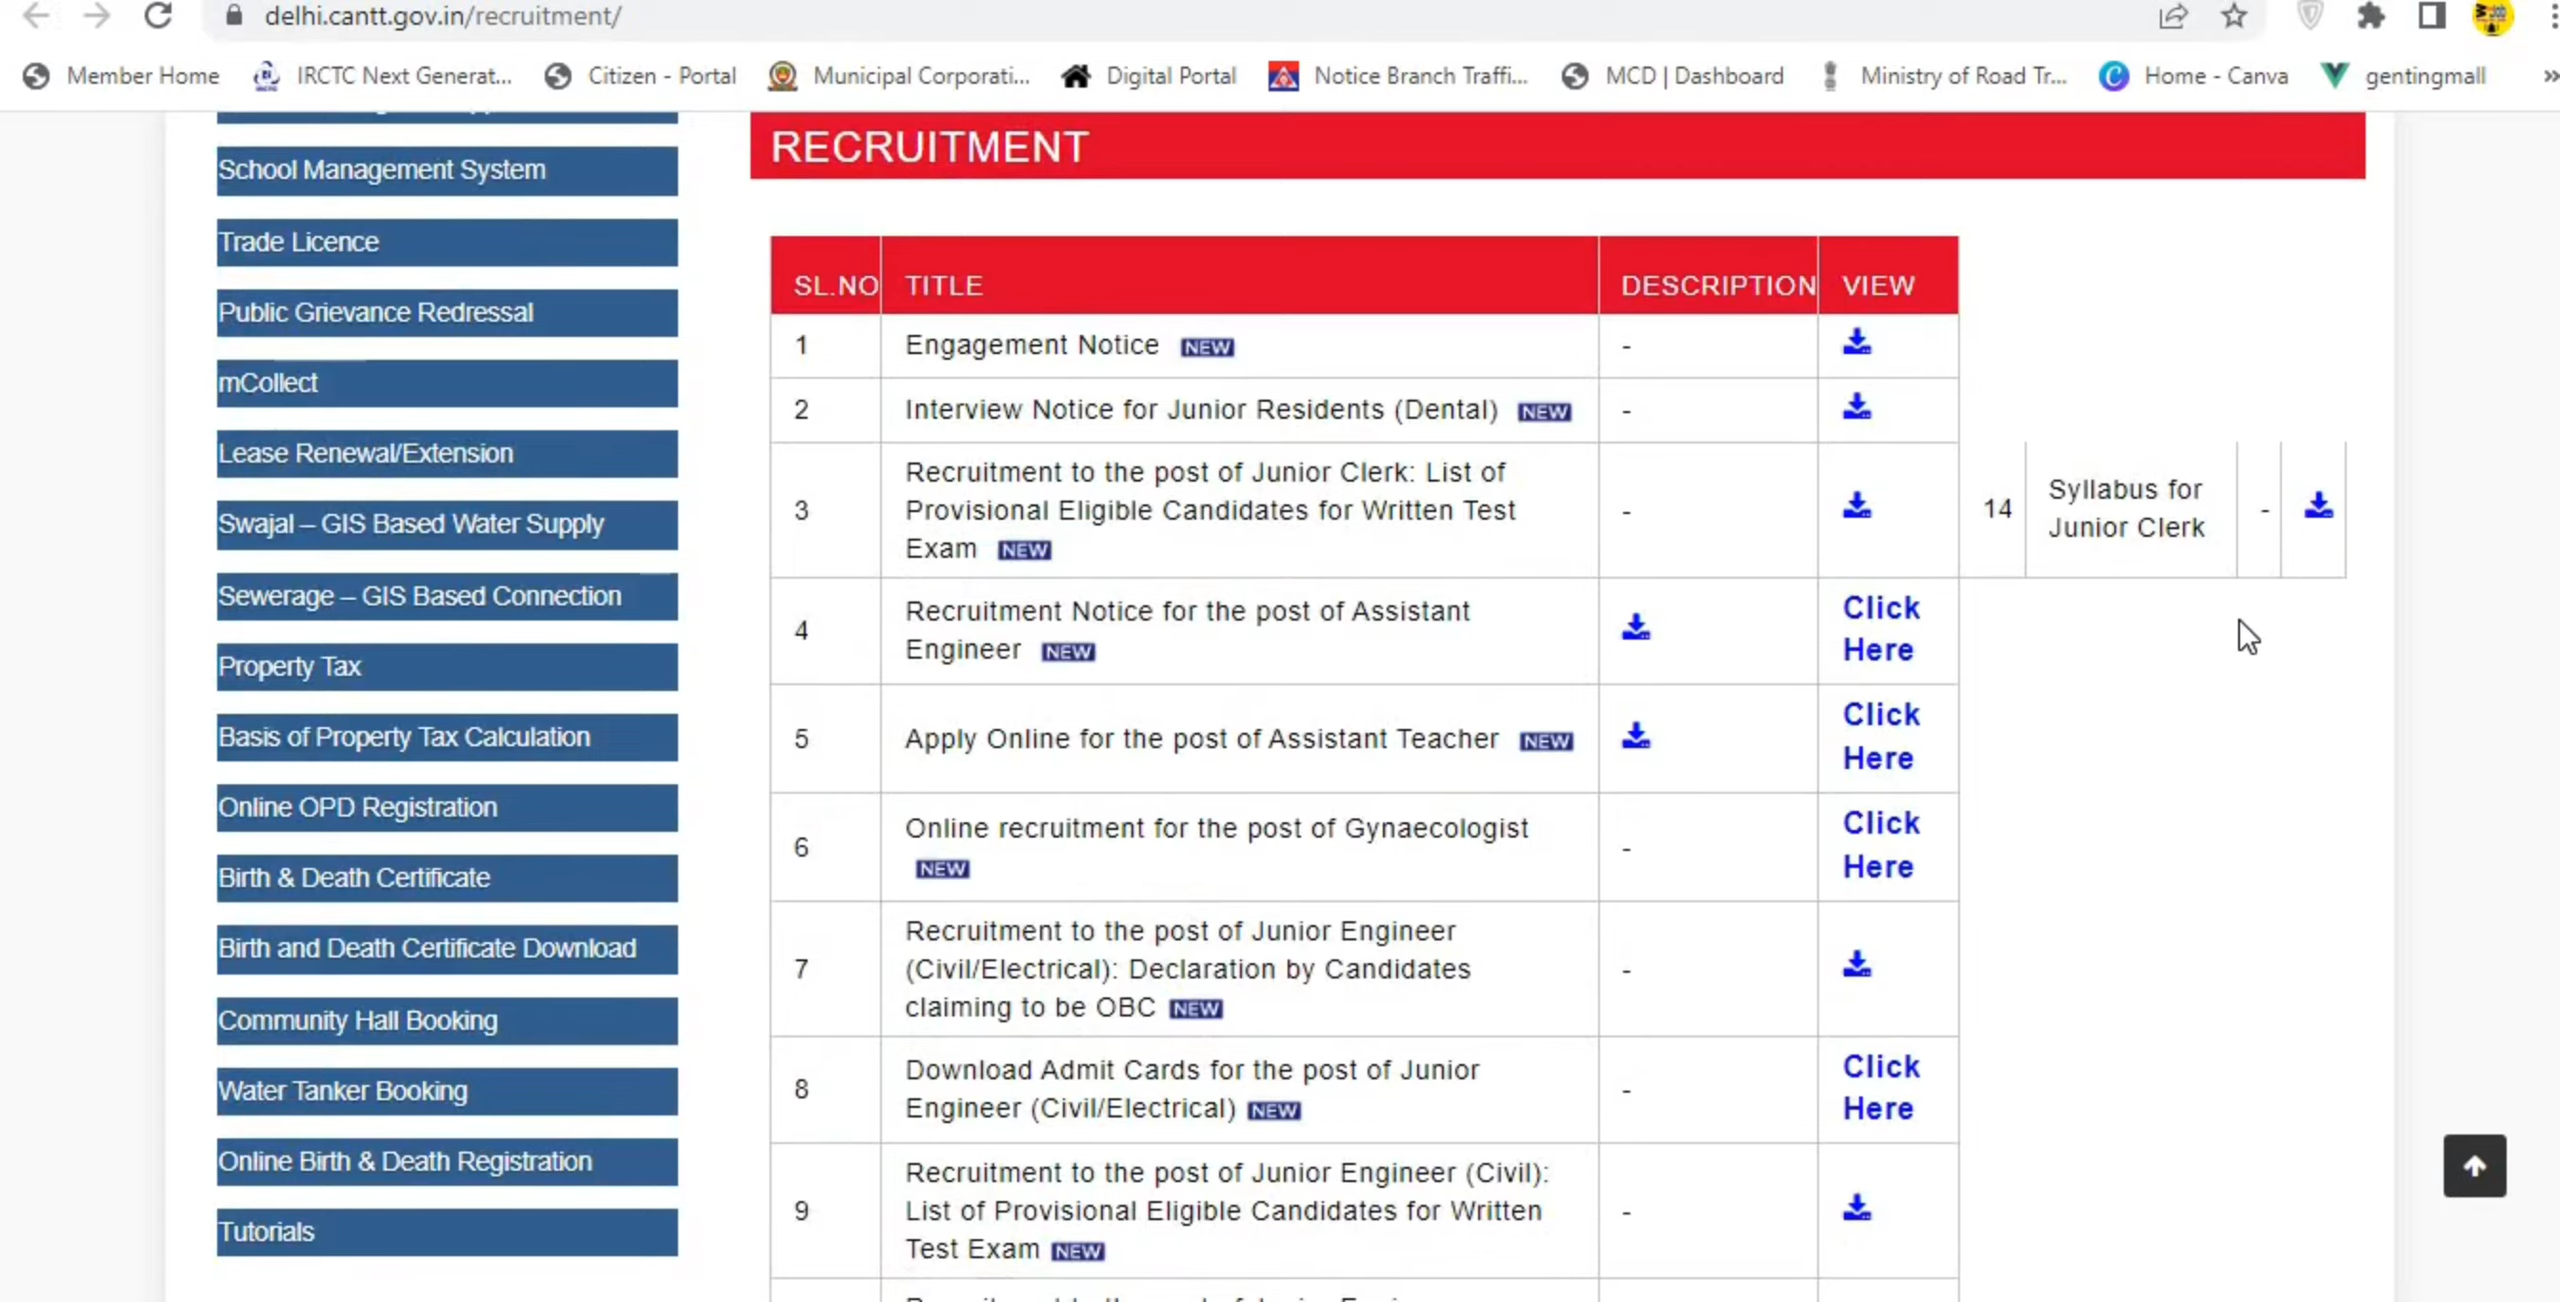 delhi.cantt.gov.in/recruitment/
Member Home
IRCTC Next Generat...
Citizen - Portal
Municipal Corporati...
Digital Portal
Notice Branch Traffi...
MCD | Dashboard
Ministry of Road Tr...
Home - Canva
gentingmall
»
School Management System
Trade Licence
Public Grievance Redressal
mCollect
Lease Renewal/Extension
Swajal – GIS Based Water Supply
Sewerage – GIS Based Connection
Property Tax
Basis of Property Tax Calculation
Online OPD Registration
Birth & Death Certificate
Birth and Death Certificate Download
Community Hall Booking
Water Tanker Booking
Online Birth & Death Registration
Tutorials
RECRUITMENT
SL.NO TITLE DESCRIPTION VIEW
1 Engagement Notice NEW -
2 Interview Notice for Junior Residents (Dental) NEW -
3 Recruitment to the post of Junior Clerk: List of
Provisional Eligible Candidates for Written Test
Exam NEW -
14 Syllabus for
Junior Clerk -
4 Recruitment Notice for the post of Assistant
Engineer NEW
Click
Here
5 Apply Online for the post of Assistant Teacher NEW
Click
Here
6 Online recruitment for the post of Gynaecologist
NEW -
Click
Here
7 Recruitment to the post of Junior Engineer
(Civil/Electrical): Declaration by Candidates
claiming to be OBC NEW -
8 Download Admit Cards for the post of Junior
Engineer (Civil/Electrical) NEW -
Click
Here
9 Recruitment to the post of Junior Engineer (Civil):
List of Provisional Eligible Candidates for Written
Test Exam NEW -